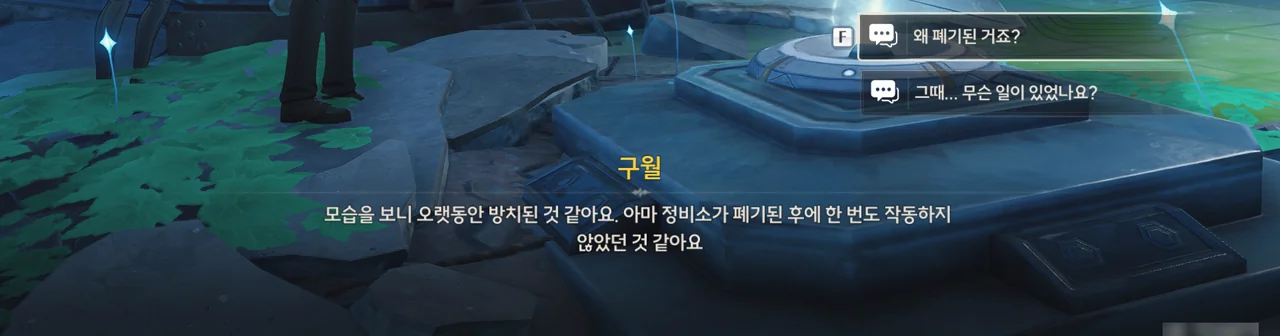 F
왜 폐기된 거죠?
그때... 무슨 일이 있었나요?
구월
모습을 보니 오랫동안 방치된 것 같아요. 아마 정비소가 폐기된 후에 한 번도 작동하지
않았던 것 같아요